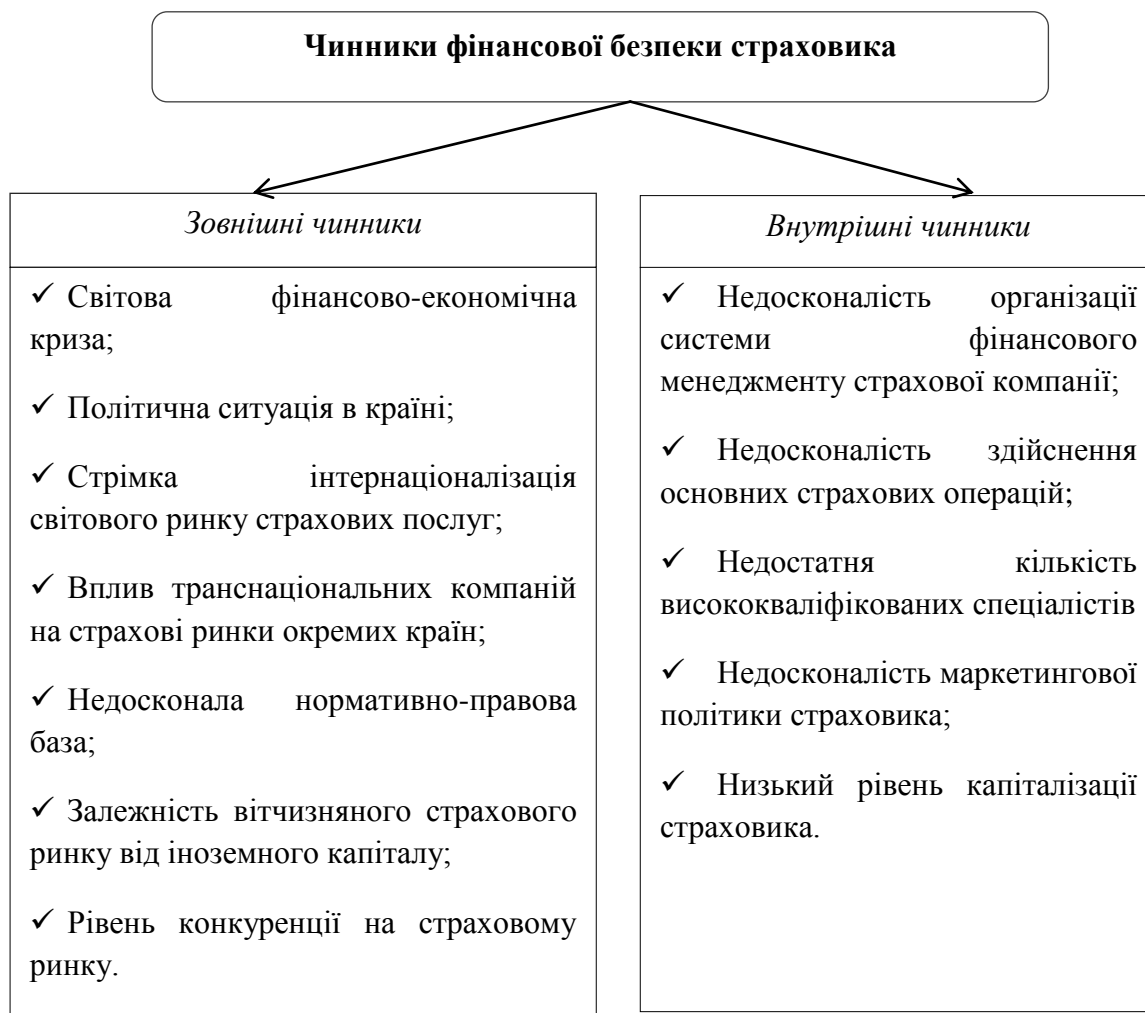 Чинники фінансової безпеки страховика
Зовнішні чинники
✓ Світова фінансово-економічна
криза;
✓ Політична ситуація в країні;
✓ Стрімка інтернаціоналізація
світового ринку страхових послуг;
✓ Вплив транснаціональних компаній
на страхові ринки окремих країн;
✓ Недосконала нормативно-правова
база;
✓ Залежність вітчизняного страхового
ринку від іноземного капіталу;
✓ Рівень конкуренції на страховому
ринку.
Внутрішні чинники
✓ Недосконалість організації
системи фінансового
менеджменту страхової компанії;
✓ Недосконалість здійснення
основних страхових операцій;
✓ Недостатня кількість
висококваліфікованих спеціалістів
✓ Недосконалість маркетингової
політики страховика;
✓ Низький рівень капіталізації
страховика.